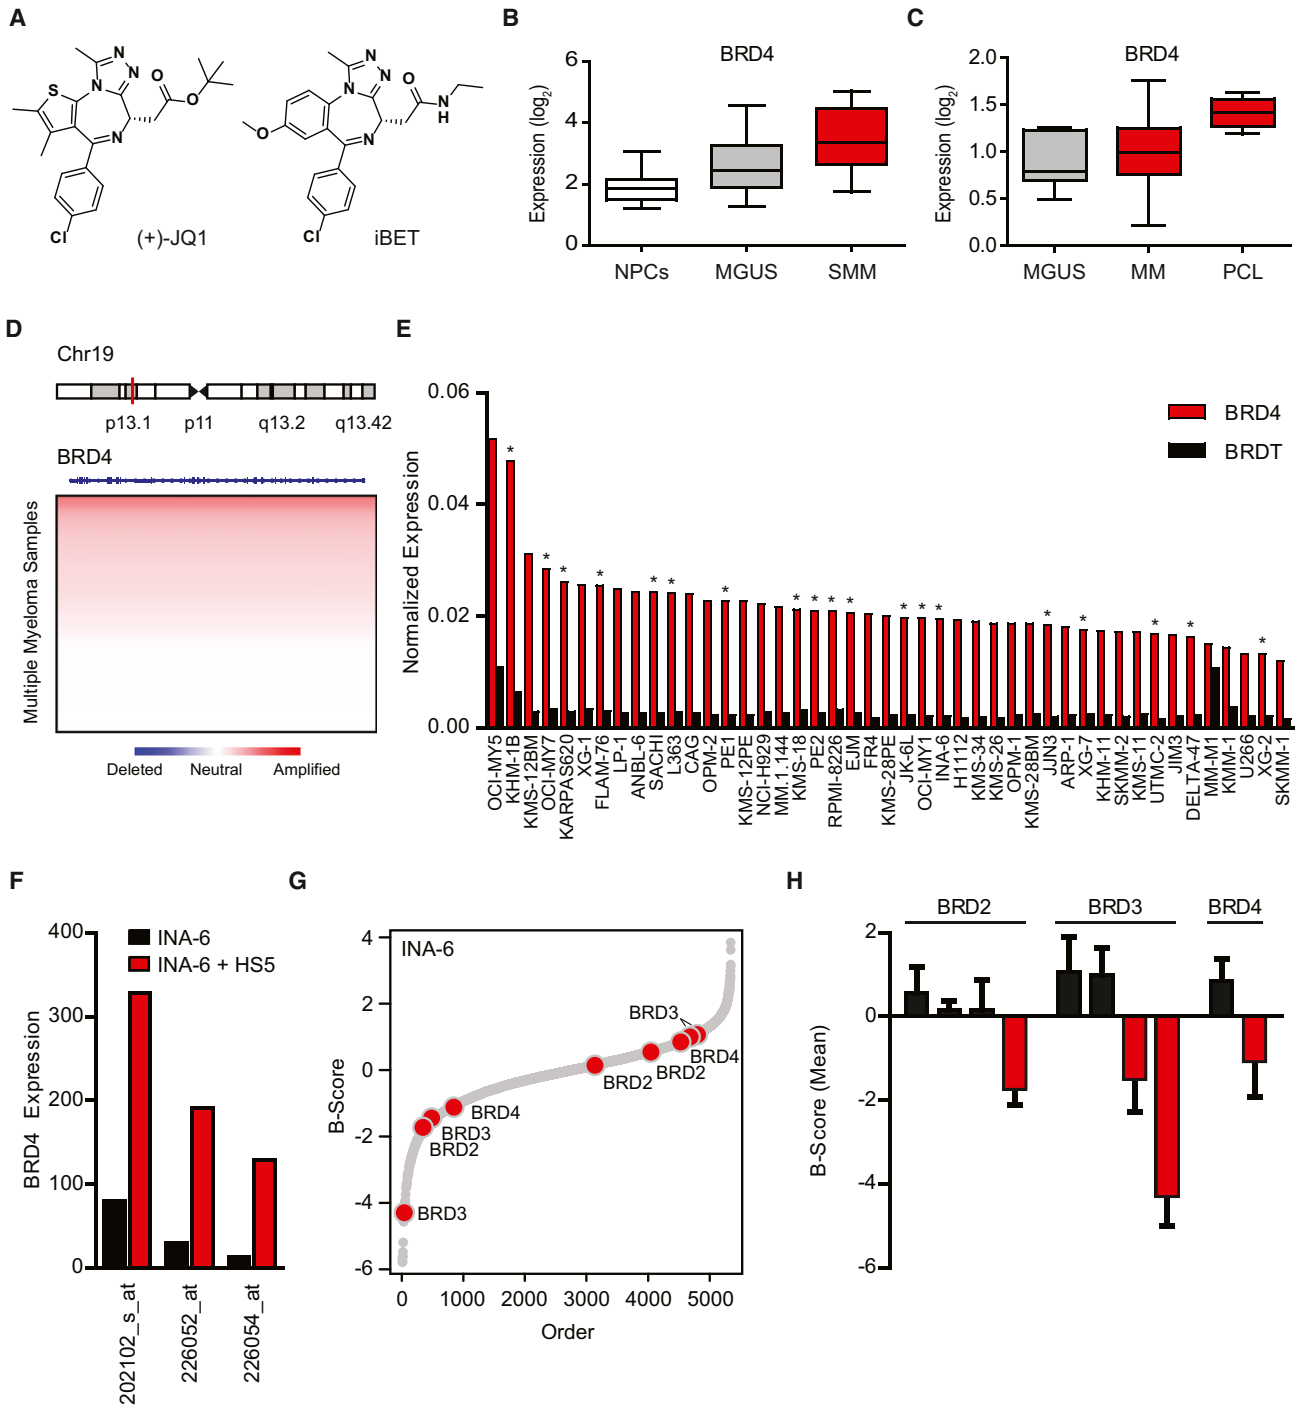 A
N
N
N
N
S
O
O
Cl
(+)-JQ1
N
N
N
N
O
O
N
H
Cl
iBET
B
BRD4
Expression (log2)
6
4
2
0
NPCs
MGUS
SMM
C
BRD4
Expression (log2)
2.0
1.5
1.0
0.5
0.0
MGUS
MM
PCL
D
Chr19
p13.1
p11
q13.2
q13.42
BRD4
Multiple Myeloma Samples
Deleted
Neutral
Amplified
E
Normalized Expression
0.06
0.04
0.02
0.00
BRD4
BRDT
* * * * * * * * * * * * * * * * * * * *
OCI-MY5
KHM-1B
KMS-12BM
OCI-MY7
KARPAS620
XG-1
FLAM-76
LP-1
ANBL-6
SACHI
L363
CAG
OPM-2
PE1
KMS-12PE
NCI-H929
MM.1.144
KMS-18
PE2
RPMI-8226
EJM
FR4
KMS-28PE
JK-6L
OCI-MY1
INA-6
H1112
KMS-34
KMS-26
OPM-1
KMS-28BM
JJN3
ARP-1
XG-7
KHM-11
SKMM-2
KMS-11
UTMC-2
JIM3
DELTA-47
MM-M1
KMM-1
U266
XG-2
SKMM-1
F
BRD4 Expression
400
300
200
100
0
INA-6
INA-6 + HS5
202102_s_at
226052_at
226054_at
G
INA-6
B-Score
4
2
0
-2
-4
-6
BRD3
BRD4
BRD2
BRD2
BRD4
BRD3
BRD2
BRD3
0
1000
2000
3000
4000
5000
Order
H
BRD2
BRD3
BRD4
B-Score (Mean)
2
0
-2
-4
-6